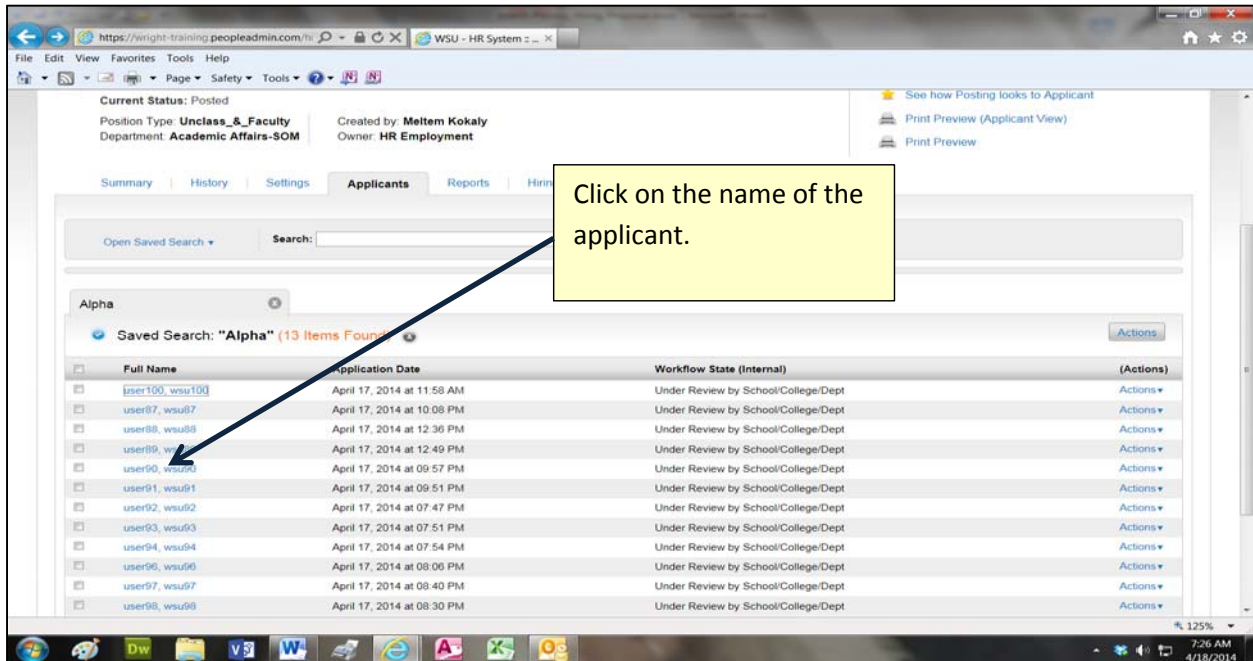 https://wright-training.peopleadmin.com/hi
WSU - HR System :: ...
File Edit View Favorites Tools Help
Page Safety Tools
Current Status: Posted
Position Type: Unclass_&_Faculty
Created by: Meltem Kokaly
Department: Academic Affairs-SOM
Owner: HR Employment
See how Posting looks to Applicant
Print Preview (Applicant View)
Print Preview
Summary History Settings Applicants Reports
Click on the name of the
applicant.
Open Saved Search
Search:
Alpha
Saved Search: "Alpha" (13 Items Found)
Actions
Full Name Application Date Workflow State (Internal) (Actions)
user100, wsu100 April 17, 2014 at 11:58 AM Under Review by School/College/Dept Actions
user87, wsu87 April 17, 2014 at 10:08 PM Under Review by School/College/Dept Actions
user88, wsu88 April 17, 2014 at 12:36 PM Under Review by School/College/Dept Actions
user89, April 17, 2014 at 12:49 PM Under Review by School/College/Dept Actions
user90, wsu90 April 17, 2014 at 09:57 PM Under Review by School/College/Dept Actions
user91, wsu91 April 17, 2014 at 09:51 PM Under Review by School/College/Dept Actions
user92, wsu92 April 17, 2014 at 07:47 PM Under Review by School/College/Dept Actions
user93, wsu93 April 17, 2014 at 07:51 PM Under Review by School/College/Dept Actions
user94, wsu94 April 17, 2014 at 07:54 PM Under Review by School/College/Dept Actions
user96, wsu96 April 17, 2014 at 08:06 PM Under Review by School/College/Dept Actions
user97, wsu97 April 17, 2014 at 08:40 PM Under Review by School/College/Dept Actions
user98, wsu98 April 17, 2014 at 08:30 PM Under Review by School/College/Dept Actions
125%
Dw
7:26 AM
4/18/2014